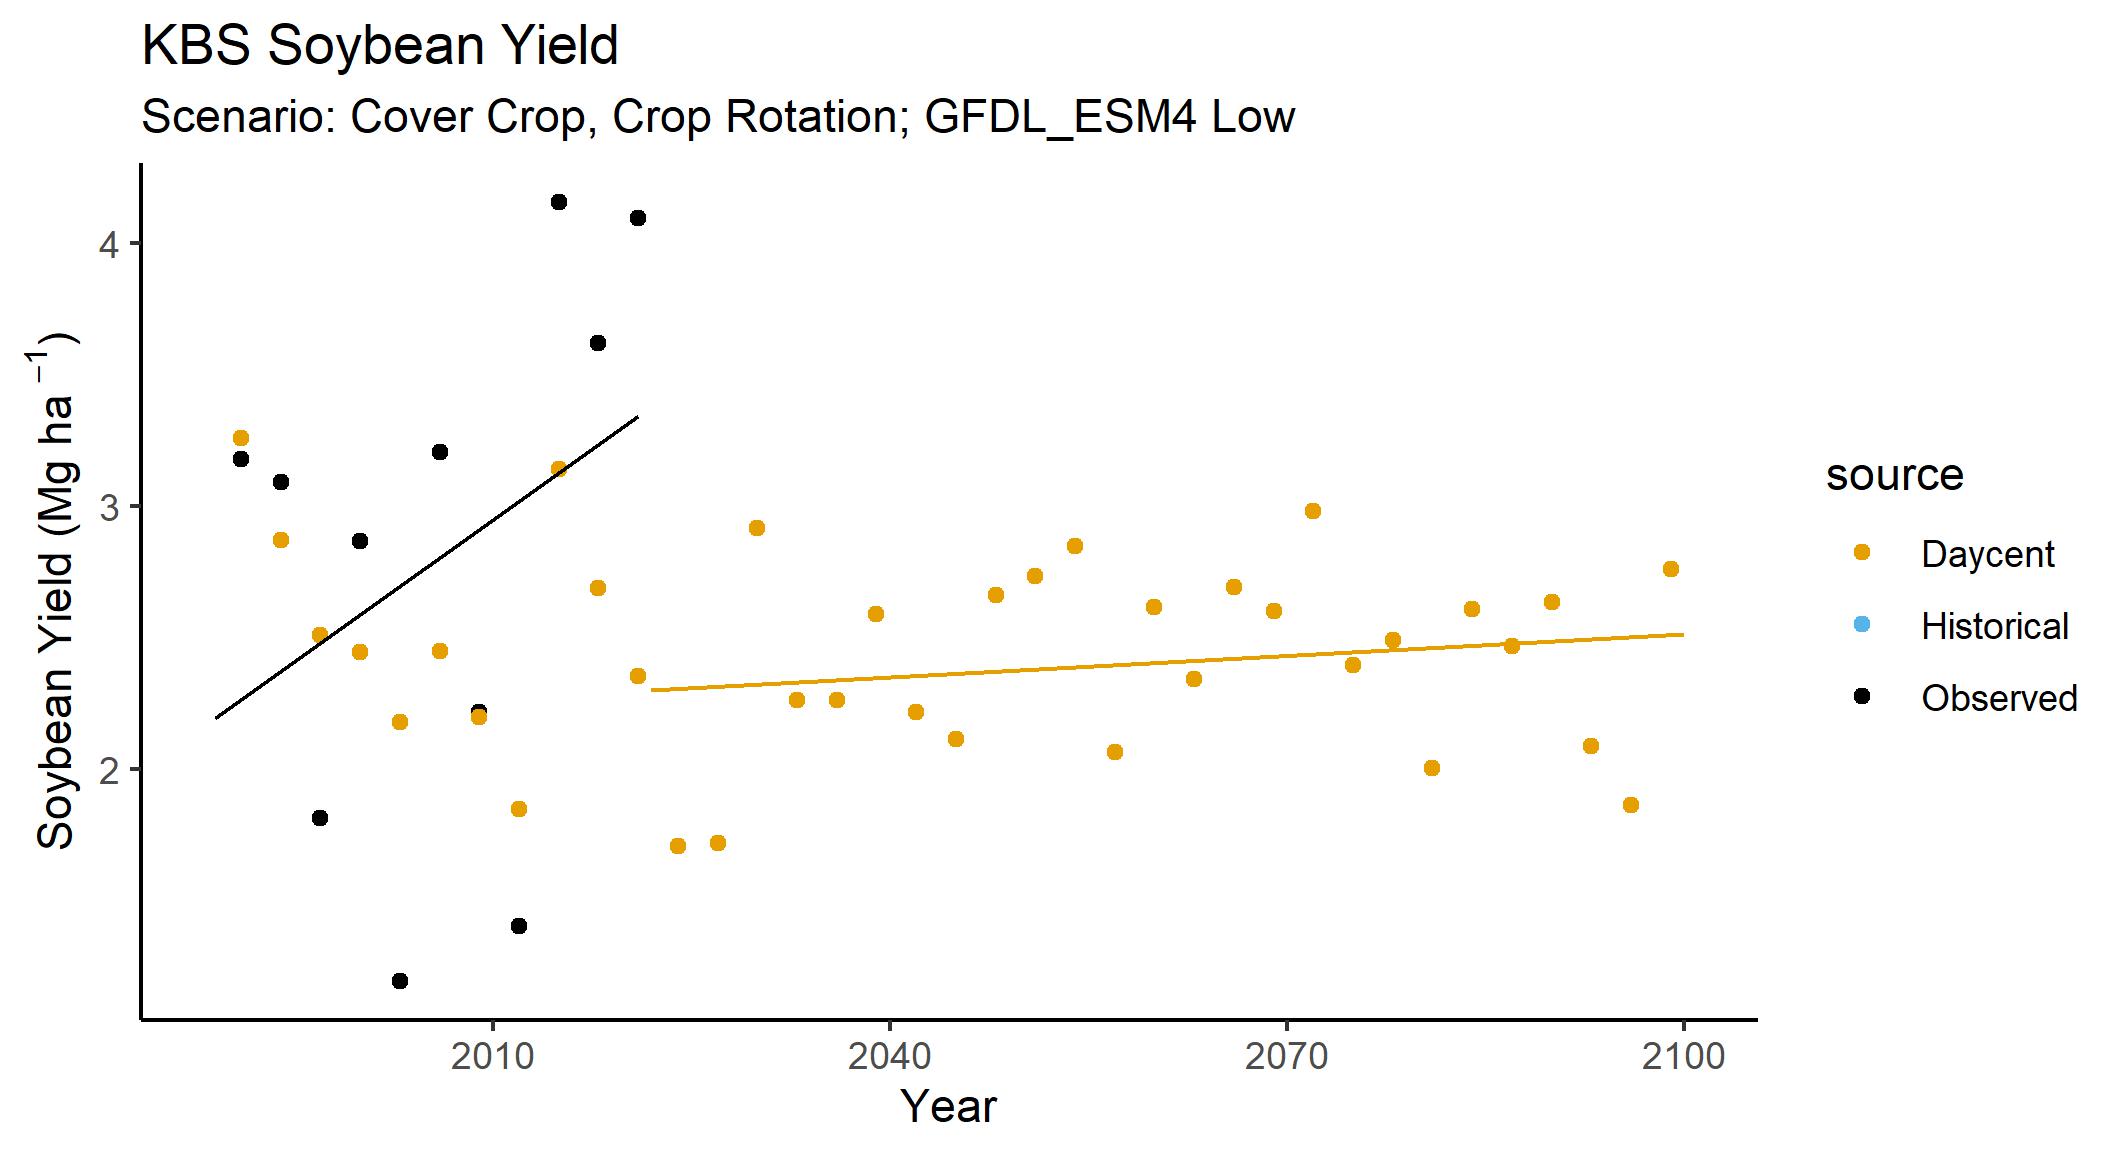 KBS Soybean Yield
Scenario: Cover Crop, Crop Rotation; GFDL_ESM4 Low
Soybean Yield (Mg ha −1)
4
3
2
2010
2040
2070
2100
Year
source
Daycent
Historical
Observed